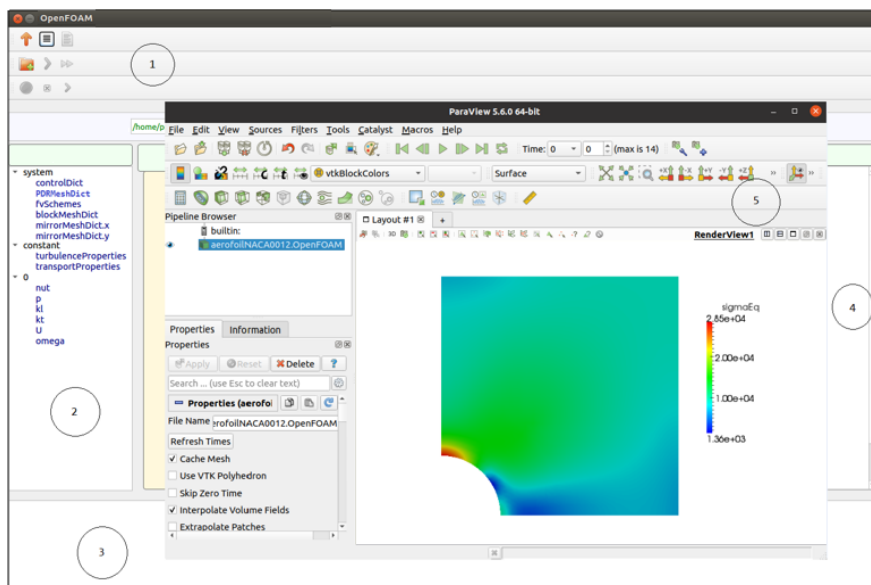 OpenFOAM
1
/home/p
ParaView 5.6.0 64-bit
File Edit View Sources Filters Tools Catalyst Macros Help
Time: 0 0 (max is 14)
vtkBlockColors Surface
+X -X +Y -Y +Z -Z
5
system
controlDict
PDRMeshDict
fvSchemes
blockMeshDict
mirrorMeshDict.x
mirrorMeshDict.y
constant
turbulenceProperties
transportProperties
0
nut
p
kl
kt
U
omega
2
3
Pipeline Browser
builtin:
aerofoilNACA0012.OpenFOAM
Properties Information
Properties
Apply Reset Delete ?
Search ... (use Esc to clear text)
Properties (aerofoi
File Name erofoilNACA0012.OpenFOAM
Refresh Times
Cache Mesh
Use VTK Polyhedron
Skip Zero Time
Interpolate Volume Fields
Extrapolate Patches
Layout #1 +
3D
RenderView1
sigmaEq
2.85e+04
2.00e+04
1.00e+04
1.36e+03
4